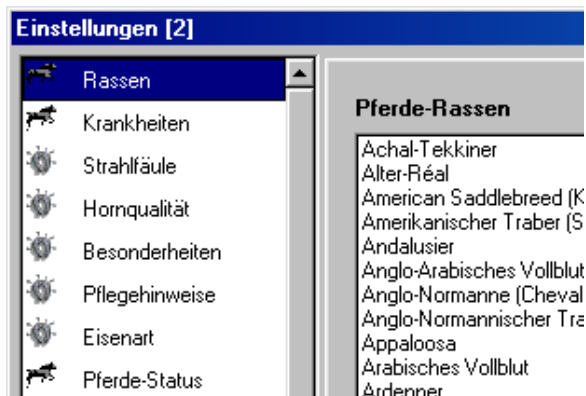 Einstellungen [2]
Rassen
Krankheiten
Strahlfäule
Hornqualität
Besonderheiten
Pflegehinweise
Eisenart
Pferde-Status
Pferde-Rassen
Achal-Tekkiner
Alter-Réal
American Saddlebreed (K
Amerikanischer Traber (S
Andalusier
Anglo-Arabisches Vollblut
Anglo-Normanne (Cheval
Anglo-Normannischer Tra
Appaloosa
Arabisches Vollblut
Ardenner